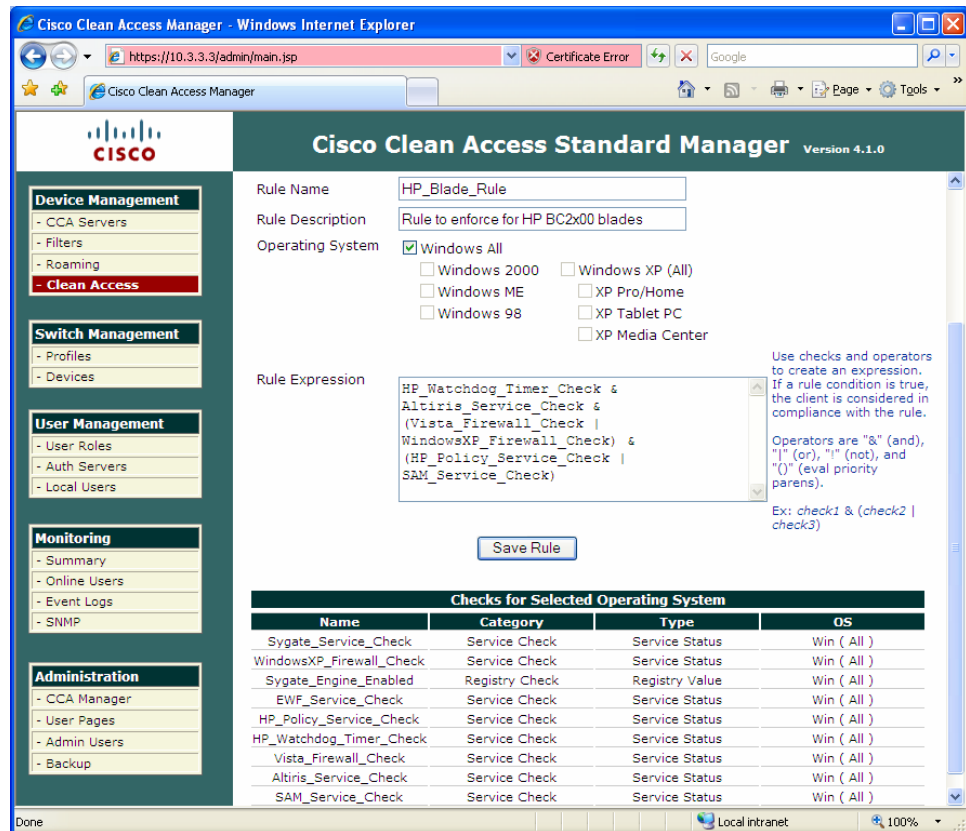 Cisco Clean Access Manager - Windows Internet Explorer
https://10.3.3.3/admin/main.jsp
Certificate Error
Google
Cisco Clean Access Manager
Page
Tools
»
CISCO
Cisco Clean Access Standard Manager Version 4.1.0
Device Management
- CCA Servers
- Filters
- Roaming
- Clean Access
Switch Management
- Profiles
- Devices
User Management
- User Roles
- Auth Servers
- Local Users
Monitoring
- Summary
- Online Users
- Event Logs
- SNMP
Administration
- CCA Manager
- User Pages
- Admin Users
- Backup
Rule Name HP_Blade_Rule
Rule Description Rule to enforce for HP BC2x00 blades
Operating System Windows All
Windows 2000 Windows XP (All)
Windows ME XP Pro/Home
Windows 98 XP Tablet PC
XP Media Center
Rule Expression
HP_Watchdog_Timer_Check &
Altiris_Service_Check &
(Vista_Firewall_Check |
WindowsXP_Firewall_Check) &
(HP_Policy_Service_Check |
SAM_Service_Check)
Use checks and operators
to create an expression.
If a rule condition is true,
the client is considered in
compliance with the rule.
Operators are "&" (and),
"|" (or), "!" (not), and
"()" (eval priority
parens).
Ex: check1 & (check2 |
check3)
Save Rule
Checks for Selected Operating System
Name Category Type OS
Sygate_Service_Check Service Check Service Status Win ( All )
WindowsXP_Firewall_Check Service Check Service Status Win ( All )
Sygate_Engine_Enabled Registry Check Registry Value Win ( All )
EWF_Service_Check Service Check Service Status Win ( All )
HP_Policy_Service_Check Service Check Service Status Win ( All )
HP_Watchdog_Timer_Check Service Check Service Status Win ( All )
Vista_Firewall_Check Service Check Service Status Win ( All )
Altiris_Service_Check Service Check Service Status Win ( All )
SAM_Service_Check Service Check Service Status Win ( All )
Done
Local intranet
100%